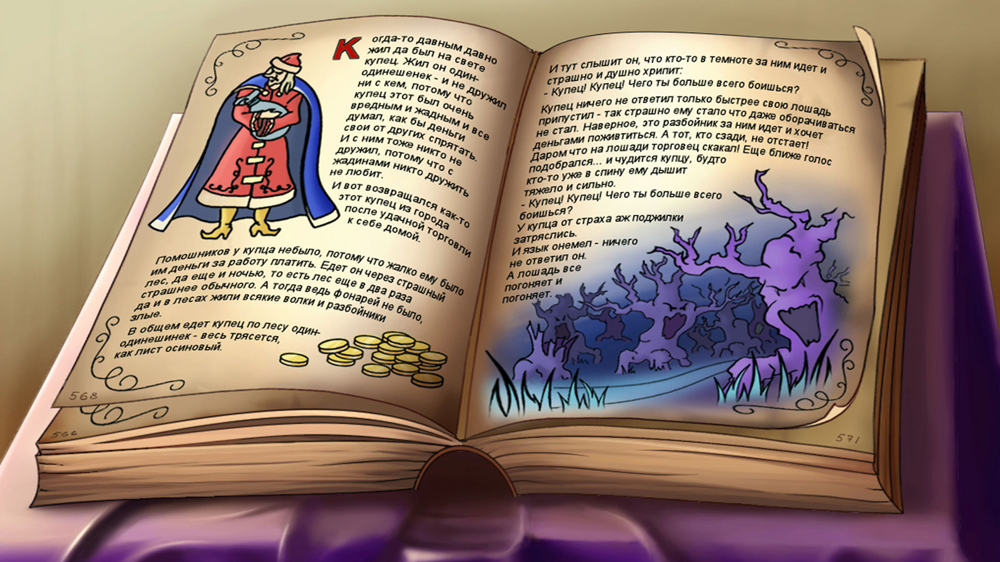 Когда-то давным давно
жил да был на свете
купец. Жил он один-
одинешенек - и не дружил
ни с кем, потому что
купец этот был очень
вредным и жадным и все
думал, как бы деньги
свои от других спрятать.
И с ним тоже никто не
дружил, потому что с
жадинами никто дружить
не любит.
И вот возвращался как-то
этот купец из города
после удачной торговли
к себе домой.
Помошников у купца небыло, потому что жалко ему было
им деньги за работу платить. Едет он через страшный
лес, да еще и ночью, то есть лес еще в два раза
страшнее обычного. А тогда ведь фонарей не было,
да и в лесах жили всякие волки и разбойники
злые.
В общем едет купец по лесу один-
одинешинек - весь трясется,
как лист осиновый.
568
566
И тут слышит он, что кто-то в темноте за ним идет и
страшно и душно хрипит:
- Купец! Купец! Чего ты больше всего боишься?
Купец ничего не ответил только быстрее свою лошадь
припустил - так страшно ему стало что даже оборачиваться
не стал. Наверное, это разбойник за ним идет и хочет
деньгами поживтиться. А тот, кто сзади, не отстает!
Даром что на лошади торговец скакал! Еще ближе голос
подобрался... и чудится купцу, будто
кто-то уже в спину ему дышит
тяжело и сильно.
- Купец! Купец! Чего ты больше всего
боишься?
У купца от страха аж поджилки
затряслись.
И язык онемел - ничего
не ответил он.
А лошадь все
погоняет и
погоняет.
571